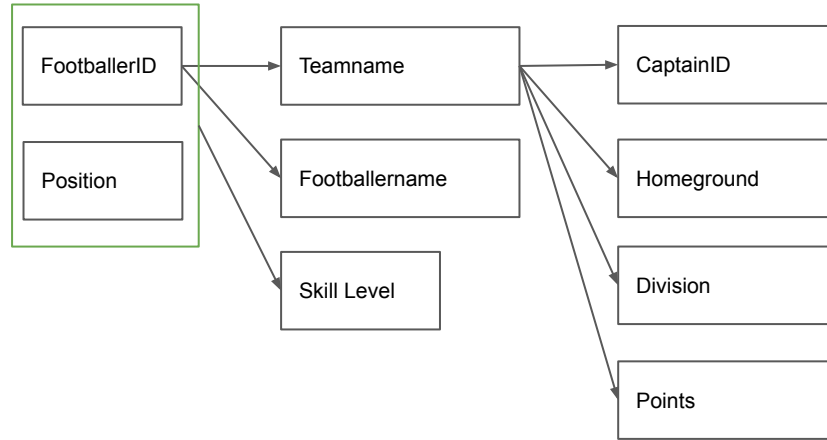 FootballerID
Teamname
CaptainID
Position
Footballername
Homeground
Skill Level
Division
Points